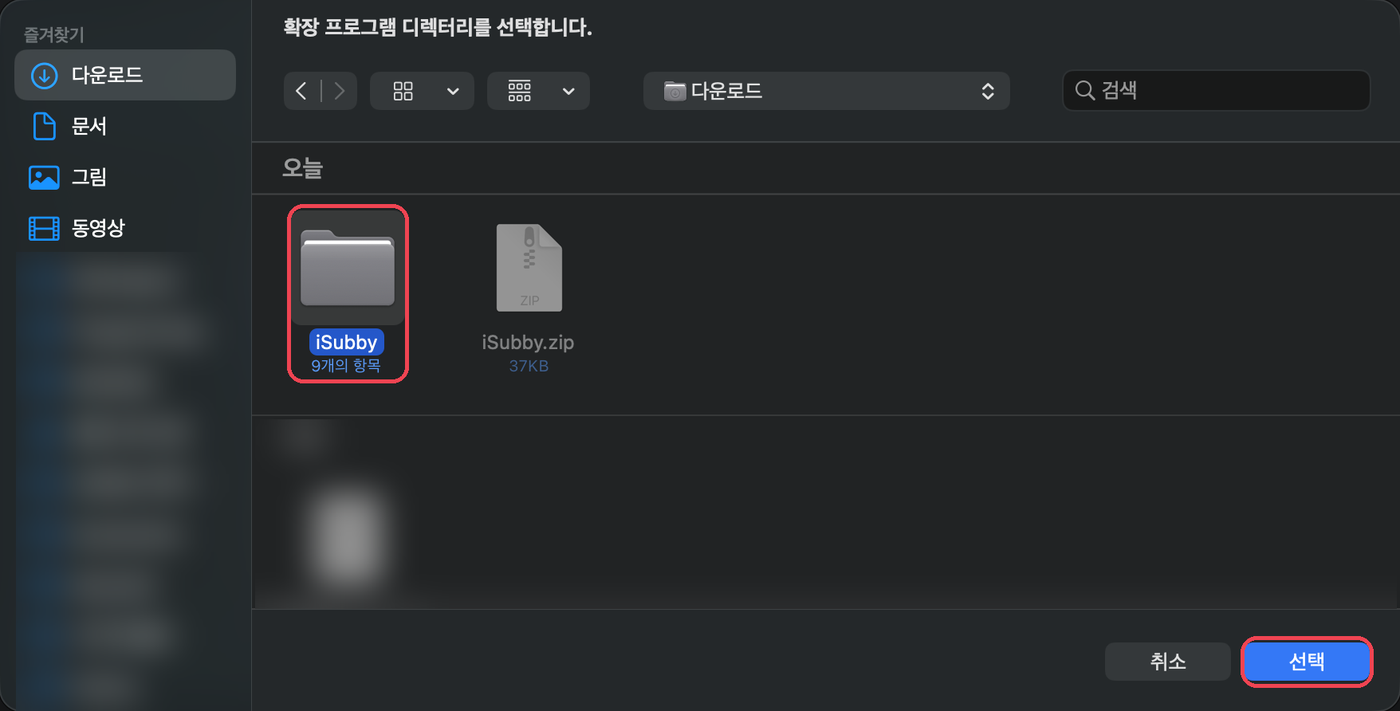 즐겨찾기
다운로드
문서
그림
동영상
확장 프로그램 디렉터리를 선택합니다.
다운로드
검색
오늘
ZIP
iSubby
iSubby.zip
9개의 항목
37KB
취소
선택